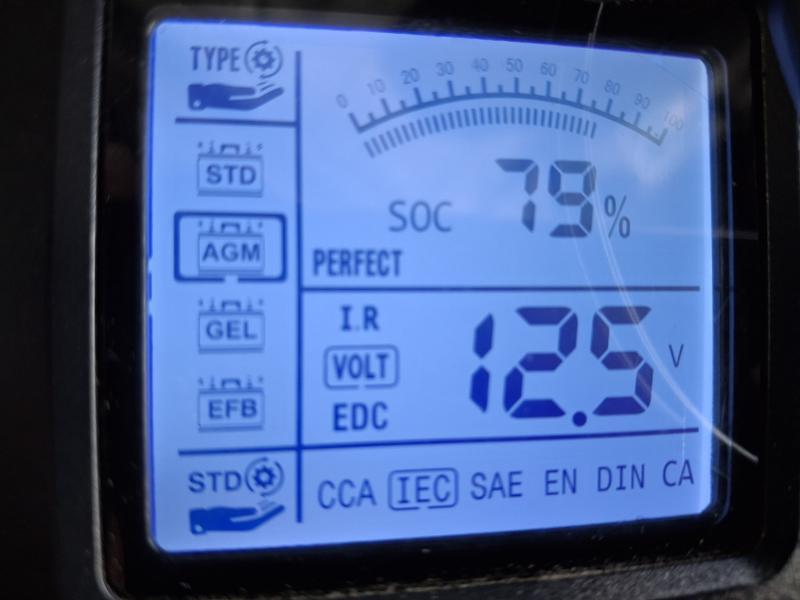 TYPE
STD
AGM
GEL
EFB
STD
0 10 20 30 40 50 60 70 80 90 100
SOC 79%
PERFECT
I.R
VOLT
EDC
12.5 V
CCA IEC SAE EN DIN CA